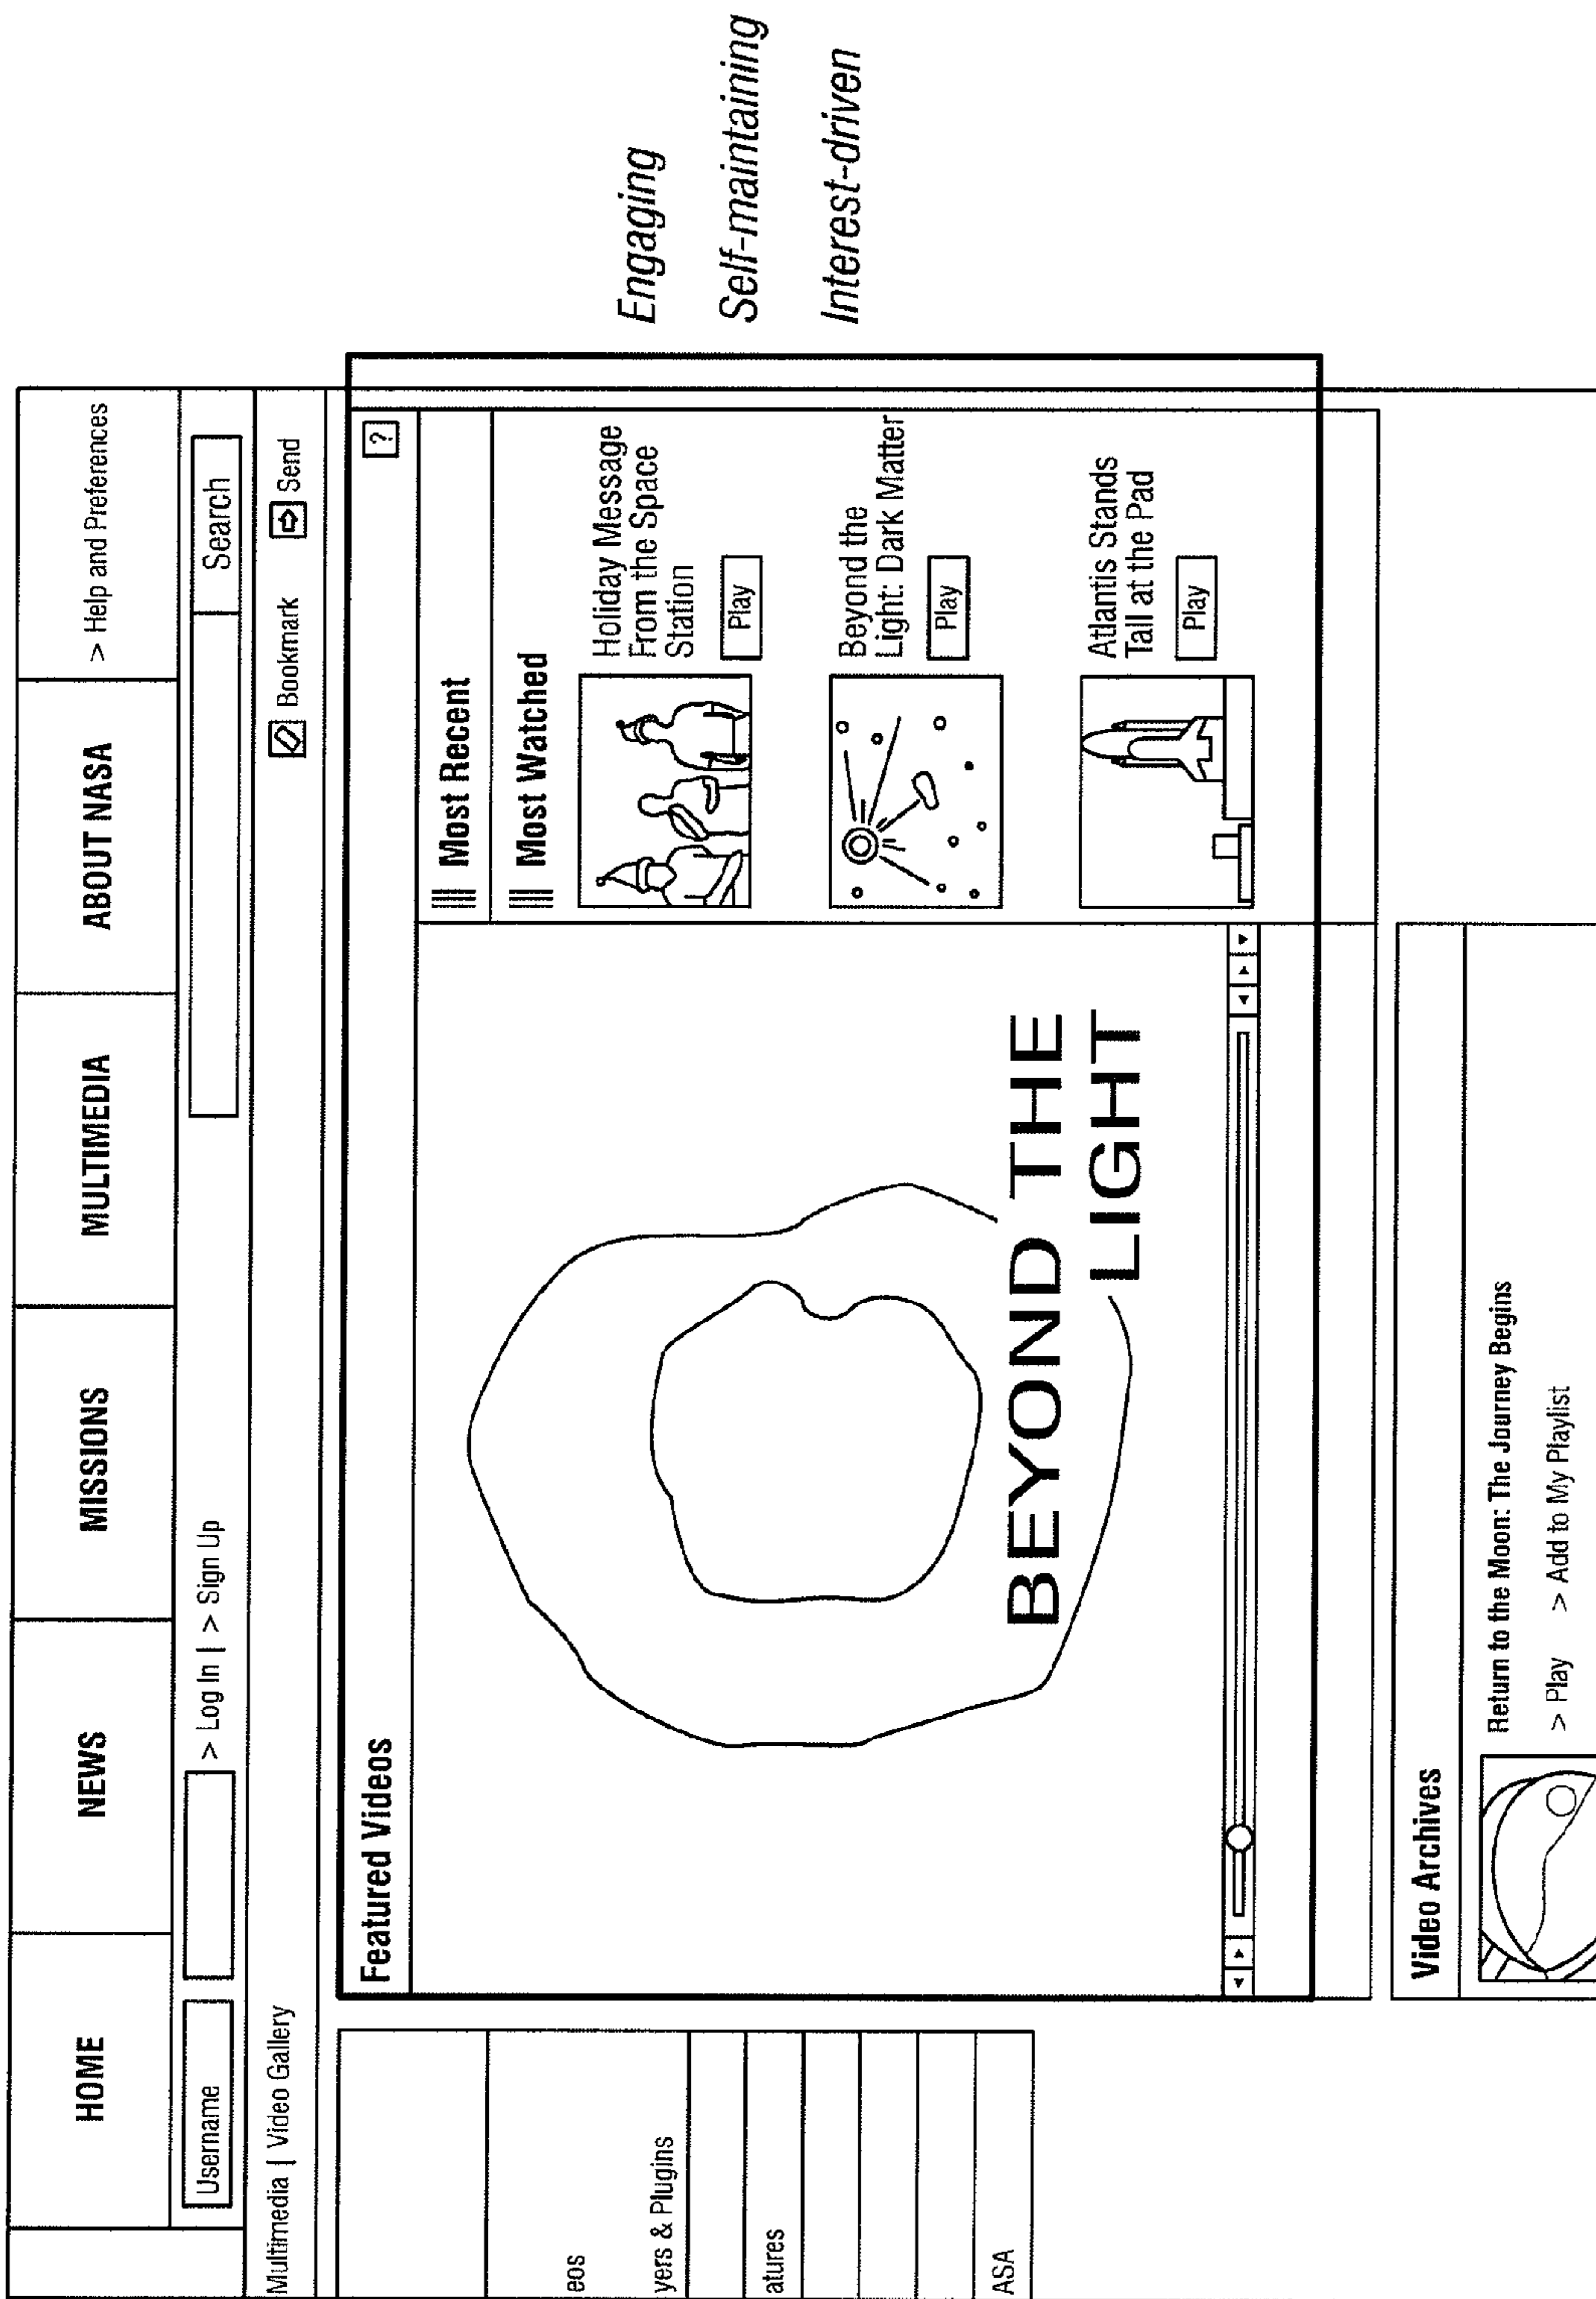 HOME
NEWS
MISSIONS
MULTIMEDIA
ABOUT NASA
> Help and Preferences
Username
> Log In | > Sign Up
Search
Multimedia | Video Gallery
Bookmark
Send
eos
yers & Plugins
atures
ASA
Featured Videos
?
BEYOND THE
LIGHT
Most Recent
Most Watched
Holiday Message
From the Space
Station
Play
Beyond the
Light: Dark Matter
Play
Atlantis Stands
Tall at the Pad
Play
Video Archives
Return to the Moon: The Journey Begins
> Play > Add to My Playlist
Engaging
Self-maintaining
Interest-driven